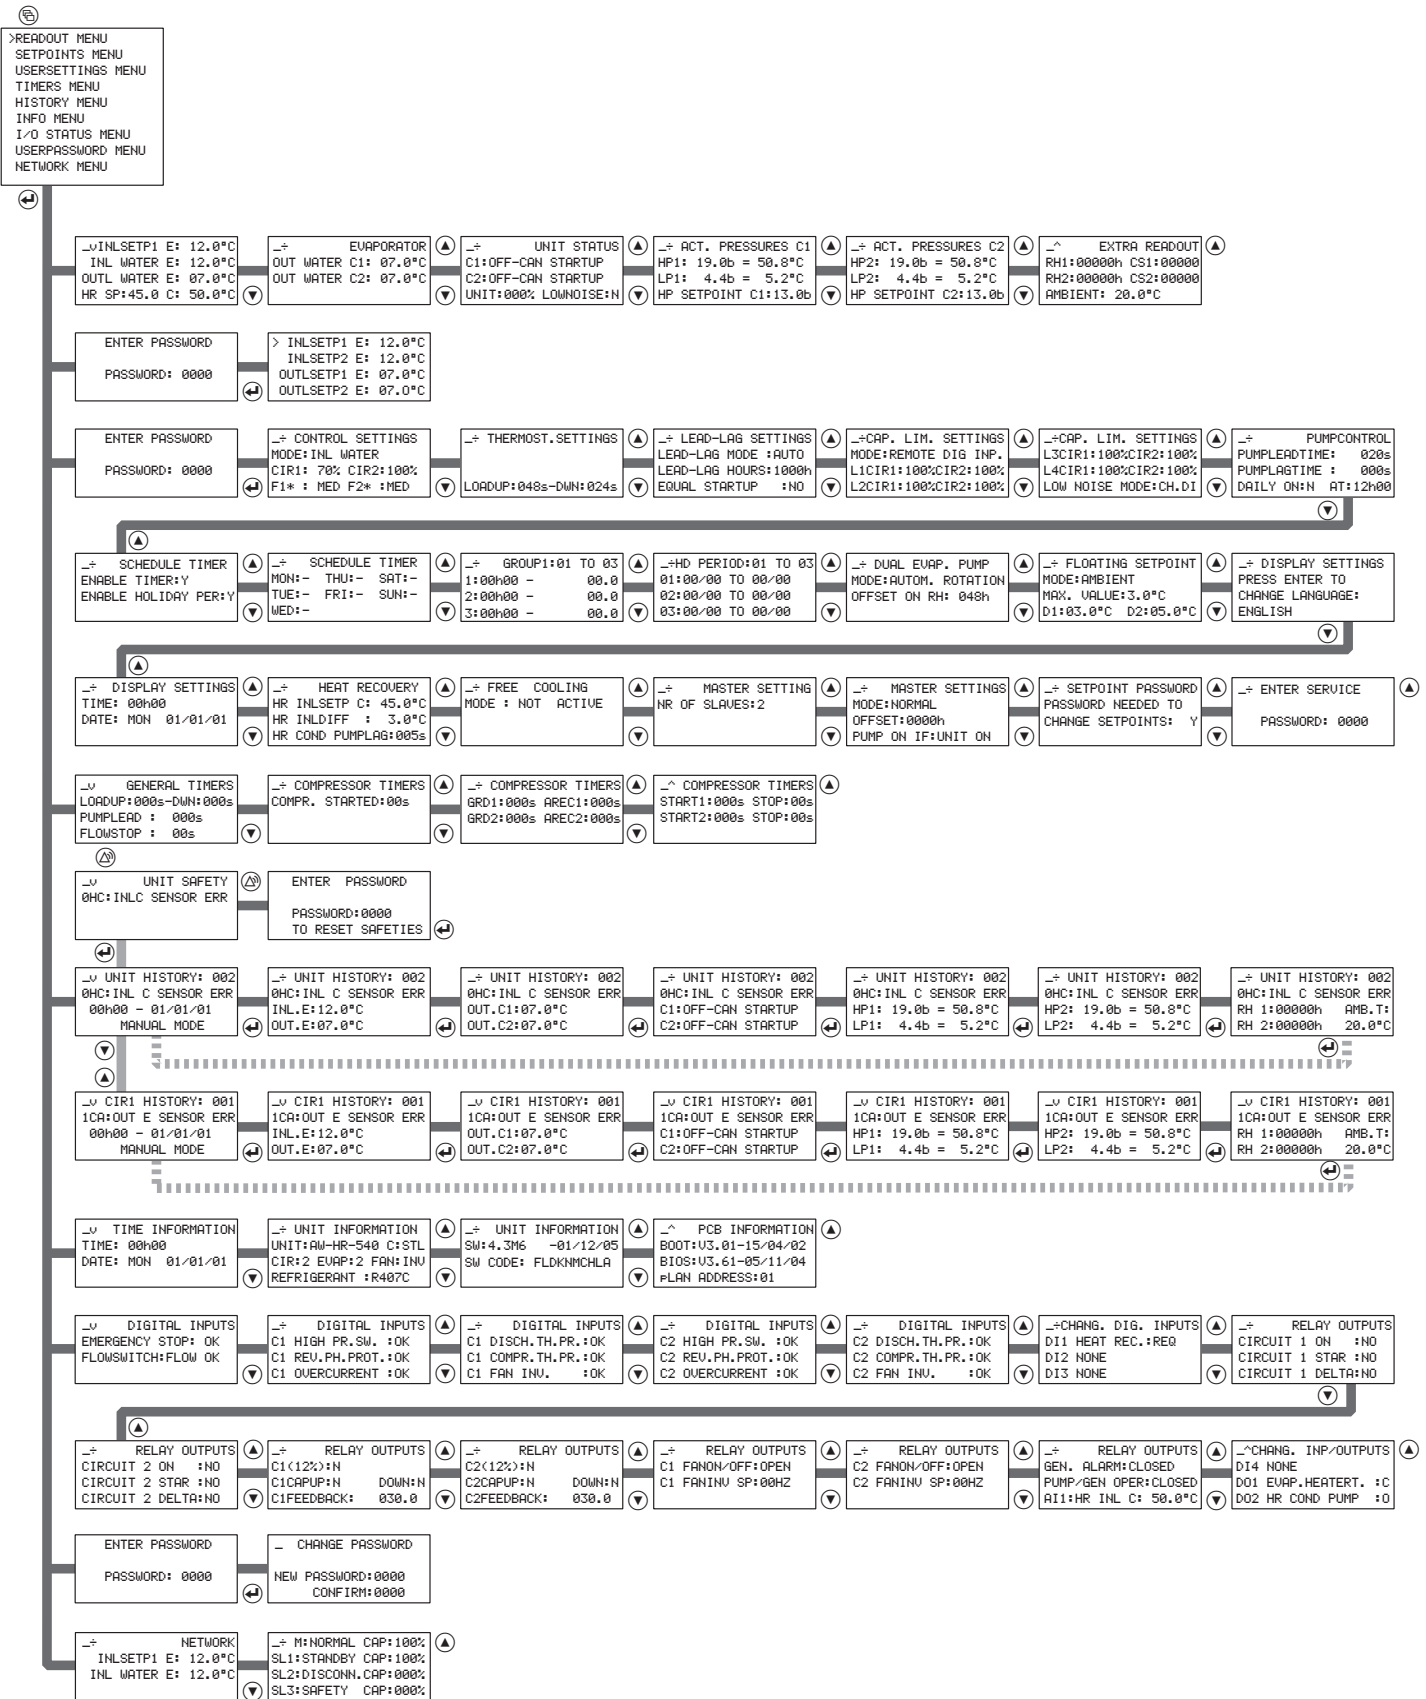 >READOUT MENU
SETPOINTS MENU
USERSETTINGS MENU
TIMERS MENU
HISTORY MENU
INFO MENU
I/O STATUS MENU
USERPASSWORD MENU
NETWORK MENU
_vINLSETP1 E: 12.0°C
INL WATER E: 12.0°C
OUTL WATER E: 07.0°C
HR SP:45.0 C: 50.0°C
_÷ EVAPORATOR
OUT WATER C1: 07.0°C
OUT WATER C2: 07.0°C
_÷ UNIT STATUS
C1:OFF-CAN STARTUP
C2:OFF-CAN STARTUP
UNIT:000% LOWNOISE:N
_÷ ACT. PRESSURES C1
HP1: 19.0b = 50.8°C
LP1: 4.4b = 5.2°C
HP SETPOINT C1:13.0b
_÷ ACT. PRESSURES C2
HP2: 19.0b = 50.8°C
LP2: 4.4b = 5.2°C
HP SETPOINT C2:13.0b
_^ EXTRA READOUT
RH1:00000h CS1:00000
RH2:00000h CS2:00000
AMBIENT: 20.0°C
ENTER PASSWORD
PASSWORD: 0000
> INLSETP1 E: 12.0°C
INLSETP2 E: 12.0°C
OUTLSETP1 E: 07.0°C
OUTLSETP2 E: 07.0°C
ENTER PASSWORD
PASSWORD: 0000
_÷ CONTROL SETTINGS
MODE:INL WATER
CIR1: 70% CIR2:100%
F1* : MED F2* :MED
_÷ THERMOST.SETTINGS
LOADUP:048s-DWN:024s
_÷ LEAD-LAG SETTINGS
LEAD-LAG MODE :AUTO
LEAD-LAG HOURS:1000h
EQUAL STARTUP :NO
_÷CAP. LIM. SETTINGS
MODE:REMOTE DIG INP.
L1CIR1:100%CIR2:100%
L2CIR1:100%CIR2:100%
_÷CAP. LIM. SETTINGS
L3CIR1:100%CIR2:100%
L4CIR1:100%CIR2:100%
LOW NOISE MODE:CH.DI
_÷ PUMPCONTROL
PUMPLEADTIME: 020s
PUMPLAGTIME : 000s
DAILY ON:N AT:12h00
_÷ SCHEDULE TIMER
ENABLE TIMER:Y
ENABLE HOLIDAY PER:Y
_÷ SCHEDULE TIMER
MON:- THU:- SAT:-
TUE:- FRI:- SUN:-
WED:-
_÷ GROUP1:01 TO 03
1:00h00 - 00.0
2:00h00 - 00.0
3:00h00 - 00.0
_÷HD PERIOD:01 TO 03
01:00/00 TO 00/00
02:00/00 TO 00/00
03:00/00 TO 00/00
_÷ DUAL EVAP. PUMP
MODE:AUTOM. ROTATION
OFFSET ON RH: 048h
_÷ FLOATING SETPOINT
MODE:AMBIENT
MAX. VALUE:3.0°C
D1:03.0°C D2:05.0°C
_÷ DISPLAY SETTINGS
PRESS ENTER TO
CHANGE LANGUAGE:
ENGLISH
_÷ DISPLAY SETTINGS
TIME: 00h00
DATE: MON 01/01/01
_÷ HEAT RECOVERY
HR INLSETP C: 45.0°C
HR INLDIFF : 3.0°C
HR COND PUMPLAG:005s
_÷ FREE COOLING
MODE : NOT ACTIVE
_÷ MASTER SETTING
NR OF SLAVES:2
_÷ MASTER SETTINGS
MODE:NORMAL
OFFSET:0000h
PUMP ON IF:UNIT ON
_÷ SETPOINT PASSWORD
PASSWORD NEEDED TO
CHANGE SETPOINTS: Y
_÷ ENTER SERVICE
PASSWORD: 0000
_v GENERAL TIMERS
LOADUP:000s-DWN:000s
PUMPLEAD : 000s
FLOWSTOP : 00s
_÷ COMPRESSOR TIMERS
COMPR. STARTED:00s
_÷ COMPRESSOR TIMERS
GRD1:000s AREC1:000s
GRD2:000s AREC2:000s
_^ COMPRESSOR TIMERS
START1:000s STOP:00s
START2:000s STOP:00s
_v UNIT SAFETY
0HC:INLC SENSOR ERR
ENTER PASSWORD
PASSWORD:0000
TO RESET SAFETIES
_v UNIT HISTORY: 002
0HC:INL C SENSOR ERR
00h00 - 01/01/01
MANUAL MODE
_÷ UNIT HISTORY: 002
0HC:INL C SENSOR ERR
INL.E:12.0°C
OUT.E:07.0°C
_÷ UNIT HISTORY: 002
0HC:INL C SENSOR ERR
OUT.C1:07.0°C
OUT.C2:07.0°C
_÷ UNIT HISTORY: 002
0HC:INL C SENSOR ERR
C1:OFF-CAN STARTUP
C2:OFF-CAN STARTUP
_÷ UNIT HISTORY: 002
0HC:INL C SENSOR ERR
HP1: 19.0b = 50.8°C
LP1: 4.4b = 5.2°C
_÷ UNIT HISTORY: 002
0HC:INL C SENSOR ERR
HP2: 19.0b = 50.8°C
LP2: 4.4b = 5.2°C
_÷ UNIT HISTORY: 002
0HC:INL C SENSOR ERR
RH 1:00000h AMB.T:
RH 2:00000h 20.0°C
_v CIR1 HISTORY: 001
1CA:OUT E SENSOR ERR
00h00 - 01/01/01
MANUAL MODE
_v CIR1 HISTORY: 001
1CA:OUT E SENSOR ERR
INL.E:12.0°C
OUT.E:07.0°C
_v CIR1 HISTORY: 001
1CA:OUT E SENSOR ERR
OUT.C1:07.0°C
OUT.C2:07.0°C
_v CIR1 HISTORY: 001
1CA:OUT E SENSOR ERR
C1:OFF-CAN STARTUP
C2:OFF-CAN STARTUP
_v CIR1 HISTORY: 001
1CA:OUT E SENSOR ERR
HP1: 19.0b = 50.8°C
LP1: 4.4b = 5.2°C
_v CIR1 HISTORY: 001
1CA:OUT E SENSOR ERR
HP2: 19.0b = 50.8°C
LP2: 4.4b = 5.2°C
_v CIR1 HISTORY: 001
1CA:OUT E SENSOR ERR
RH 1:00000h AMB.T:
RH 2:00000h 20.0°C
_v TIME INFORMATION
TIME: 00h00
DATE: MON 01/01/01
_÷ UNIT INFORMATION
UNIT:AW-HR-540 C:STL
CIR:2 EVAP:2 FAN:INV
REFRIGERANT :R407C
_÷ UNIT INFORMATION
SW:4.3M6 -01/12/05
SW CODE: FLDKNMCHLA
_^ PCB INFORMATION
BOOT:V3.01-15/04/02
BIOS:V3.61-05/11/04
pLAN ADDRESS:01
_v DIGITAL INPUTS
EMERGENCY STOP: OK
FLOWSWITCH:FLOW OK
_÷ DIGITAL INPUTS
C1 HIGH PR.SW. :OK
C1 REV.PH.PROT.:OK
C1 OVERCURRENT :OK
_÷ DIGITAL INPUTS
C1 DISCH.TH.PR.:OK
C1 COMPR.TH.PR.:OK
C1 FAN INV. :OK
_÷ DIGITAL INPUTS
C2 HIGH PR.SW. :OK
C2 REV.PH.PROT.:OK
C2 OVERCURRENT :OK
_÷ DIGITAL INPUTS
C2 DISCH.TH.PR.:OK
C2 COMPR.TH.PR.:OK
C2 FAN INV. :OK
_÷CHANG. DIG. INPUTS
DI1 HEAT REC.:REQ
DI2 NONE
DI3 NONE
_÷ RELAY OUTPUTS
CIRCUIT 1 ON :NO
CIRCUIT 1 STAR :NO
CIRCUIT 1 DELTA:NO
_÷ RELAY OUTPUTS
CIRCUIT 2 ON :NO
CIRCUIT 2 STAR :NO
CIRCUIT 2 DELTA:NO
_÷ RELAY OUTPUTS
C1(12%):N
C1CAPUP:N DOWN:N
C1FEEDBACK: 030.0
_÷ RELAY OUTPUTS
C2(12%):N
C2CAPUP:N DOWN:N
C2FEEDBACK: 030.0
_÷ RELAY OUTPUTS
C1 FANON/OFF:OPEN
C1 FANINV SP:00HZ
_÷ RELAY OUTPUTS
C2 FANON/OFF:OPEN
C2 FANINV SP:00HZ
_÷ RELAY OUTPUTS
GEN. ALARM:CLOSED
PUMP/GEN OPER:CLOSED
AI1:HR INL C: 50.0°C
_^CHANG. INP/OUTPUTS
DI4 NONE
DO1 EVAP.HEATERT. :C
DO2 HR COND PUMP :O
ENTER PASSWORD
PASSWORD: 0000
_ CHANGE PASSWORD
NEW PASSWORD:0000
CONFIRM:0000
_÷ NETWORK
INLSETP1 E: 12.0°C
INL WATER E: 12.0°C
_÷ M:NORMAL CAP:100%
SL1:STANDBY CAP:100%
SL2:DISCONN.CAP:000%
SL3:SAFETY CAP:000%